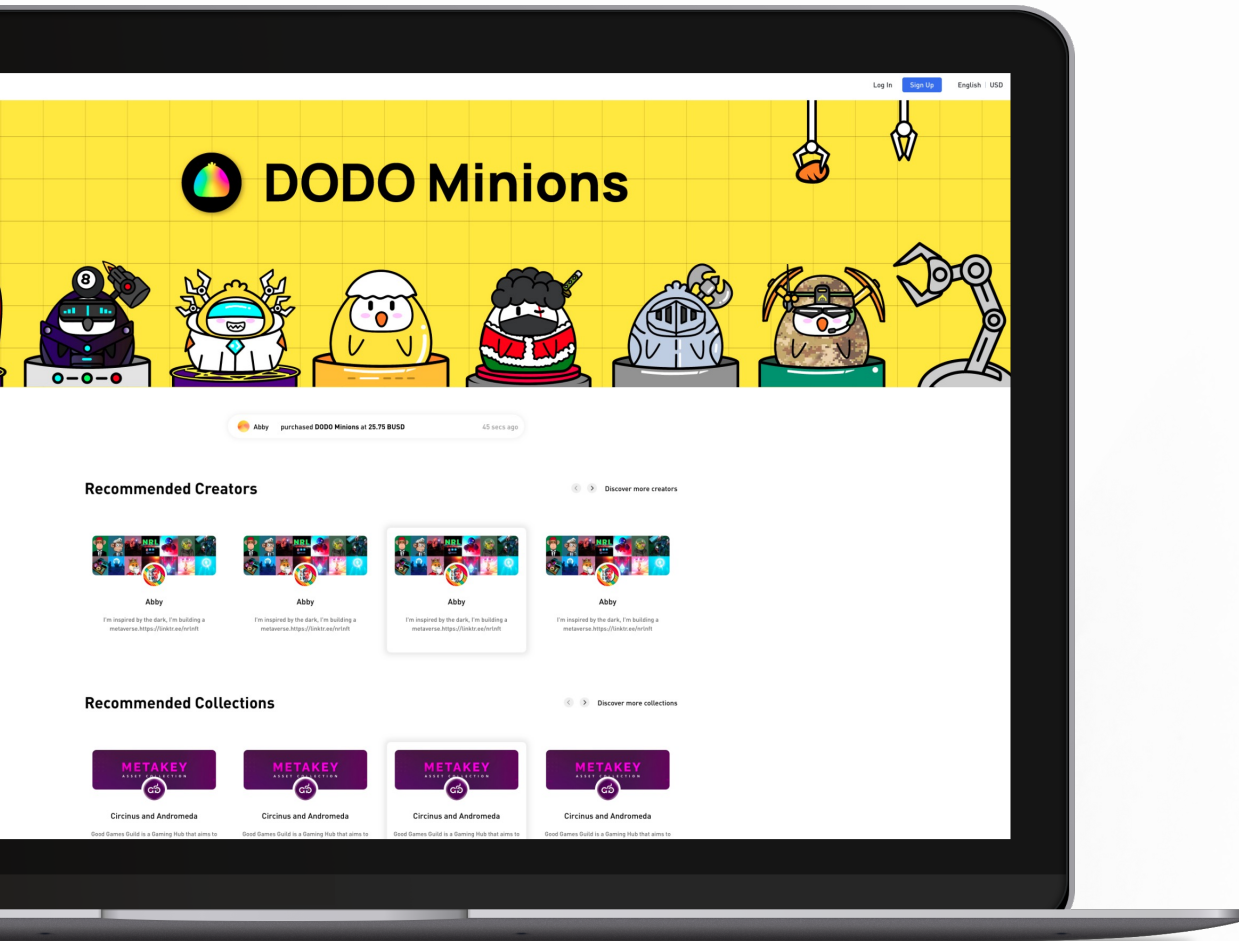 Log In Sign Up English USD
DODO Minions
8
Abby purchased DODO Minions at 25.75 BUSD 45 secs ago
Recommended Creators Discover more creators
NRL NRL NRL NRL
Abby Abby Abby Abby
I'm inspired by the dark, I'm building a I'm inspired by the dark, I'm building a I'm inspired by the dark, I'm building a I'm inspired by the dark, I'm building a
metaverse.https://linktr.ee/nrlnft metaverse.https://linktr.ee/nrlnft metaverse.https://linktr.ee/nrlnft metaverse.https://linktr.ee/nrlnft
Recommended Collections Discover more collections
METAKEY METAKEY METAKEY METAKEY
ASSET COLLECTION ASSET COLLECTION ASSET COLLECTION ASSET COLLECTION
Circinus and Andromeda Circinus and Andromeda Circinus and Andromeda Circinus and Andromeda
Good Games Guild is a Gaming Hub that aims to Good Games Guild is a Gaming Hub that aims to Good Games Guild is a Gaming Hub that aims to Good Games Guild is a Gaming Hub that aims to